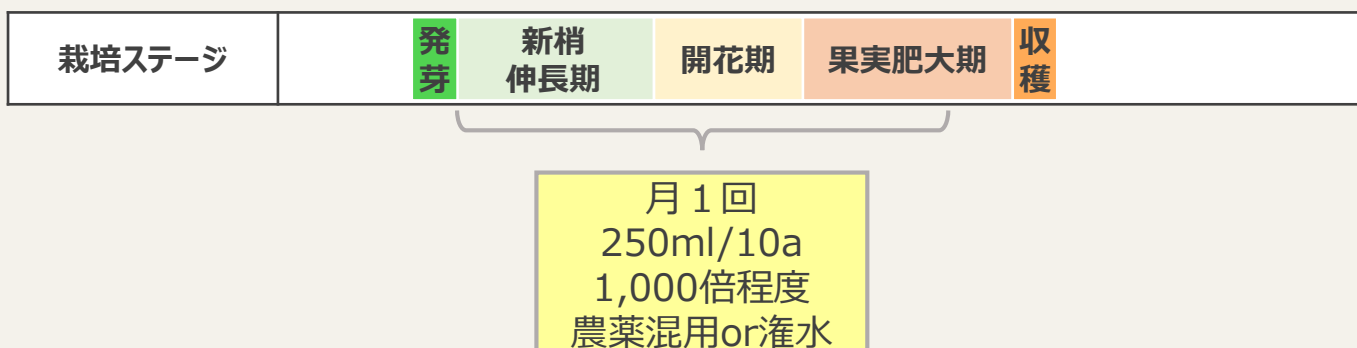 栽培ステージ
発芽
新梢
伸長期
開花期
果実肥大期
収穫
月１回
250ml/10a
1,000倍程度
農薬混用or潅水